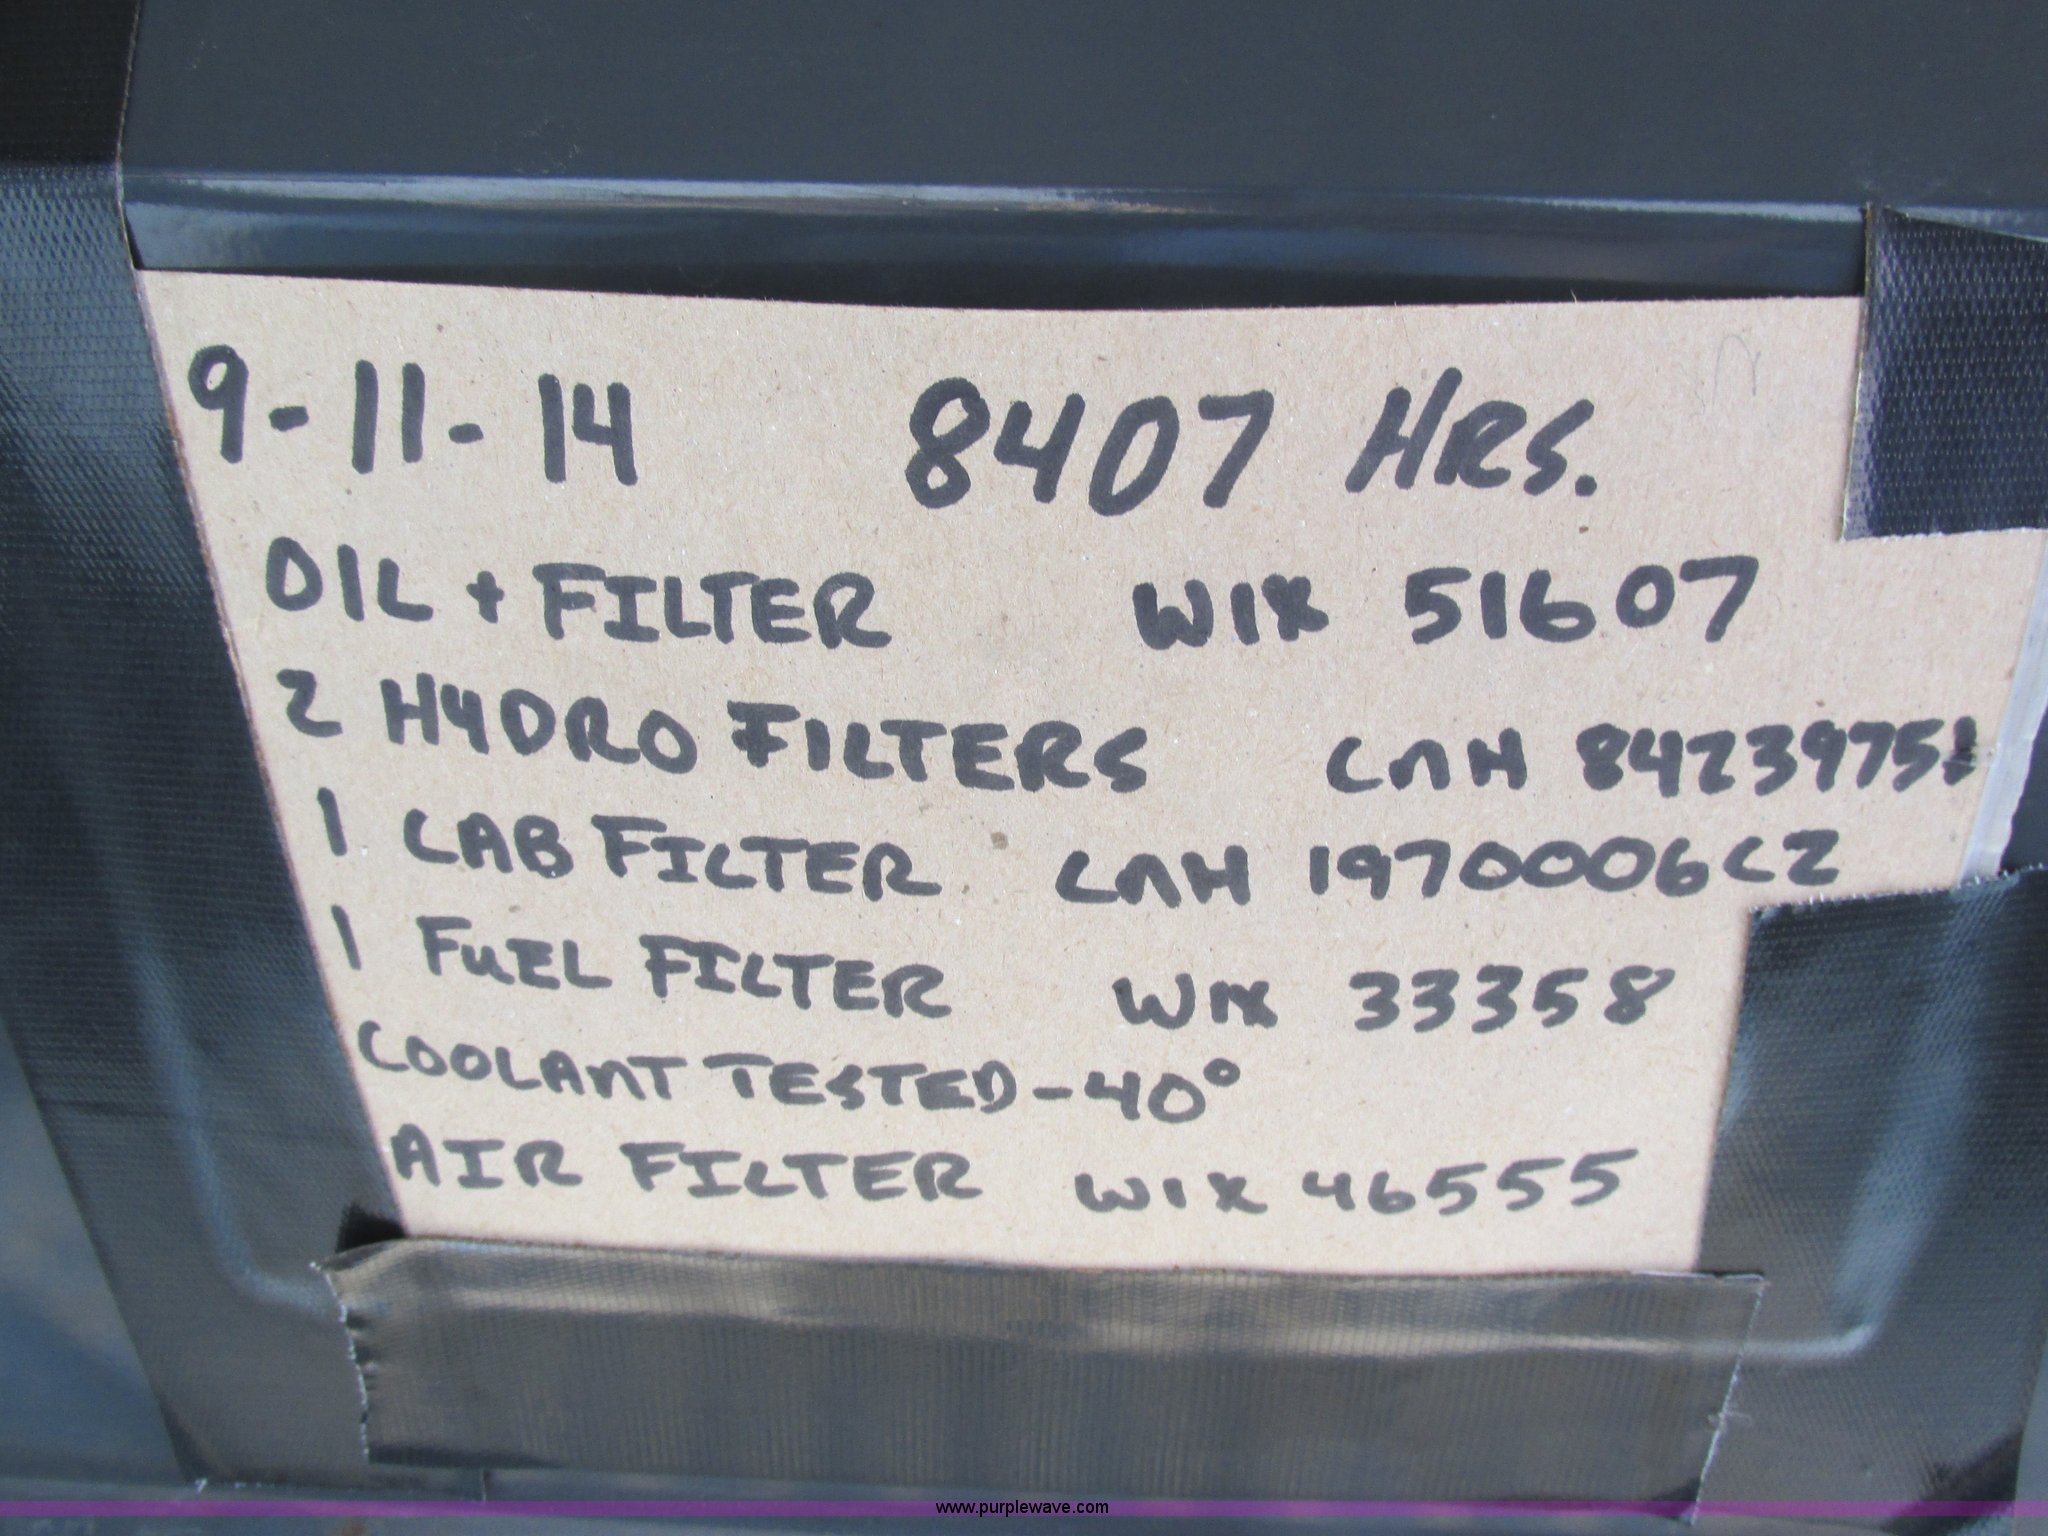 9-11-14 8407 HRS.
OIL + FILTER WIX 51607
2 HYDRO FILTERS CNH 84239751
1 CAB FILTER CNH 1970006C2
1 FUEL FILTER WIX 33358
COOLANT TESTED -40°
AIR FILTER WIX 46555
www.purplewave.com